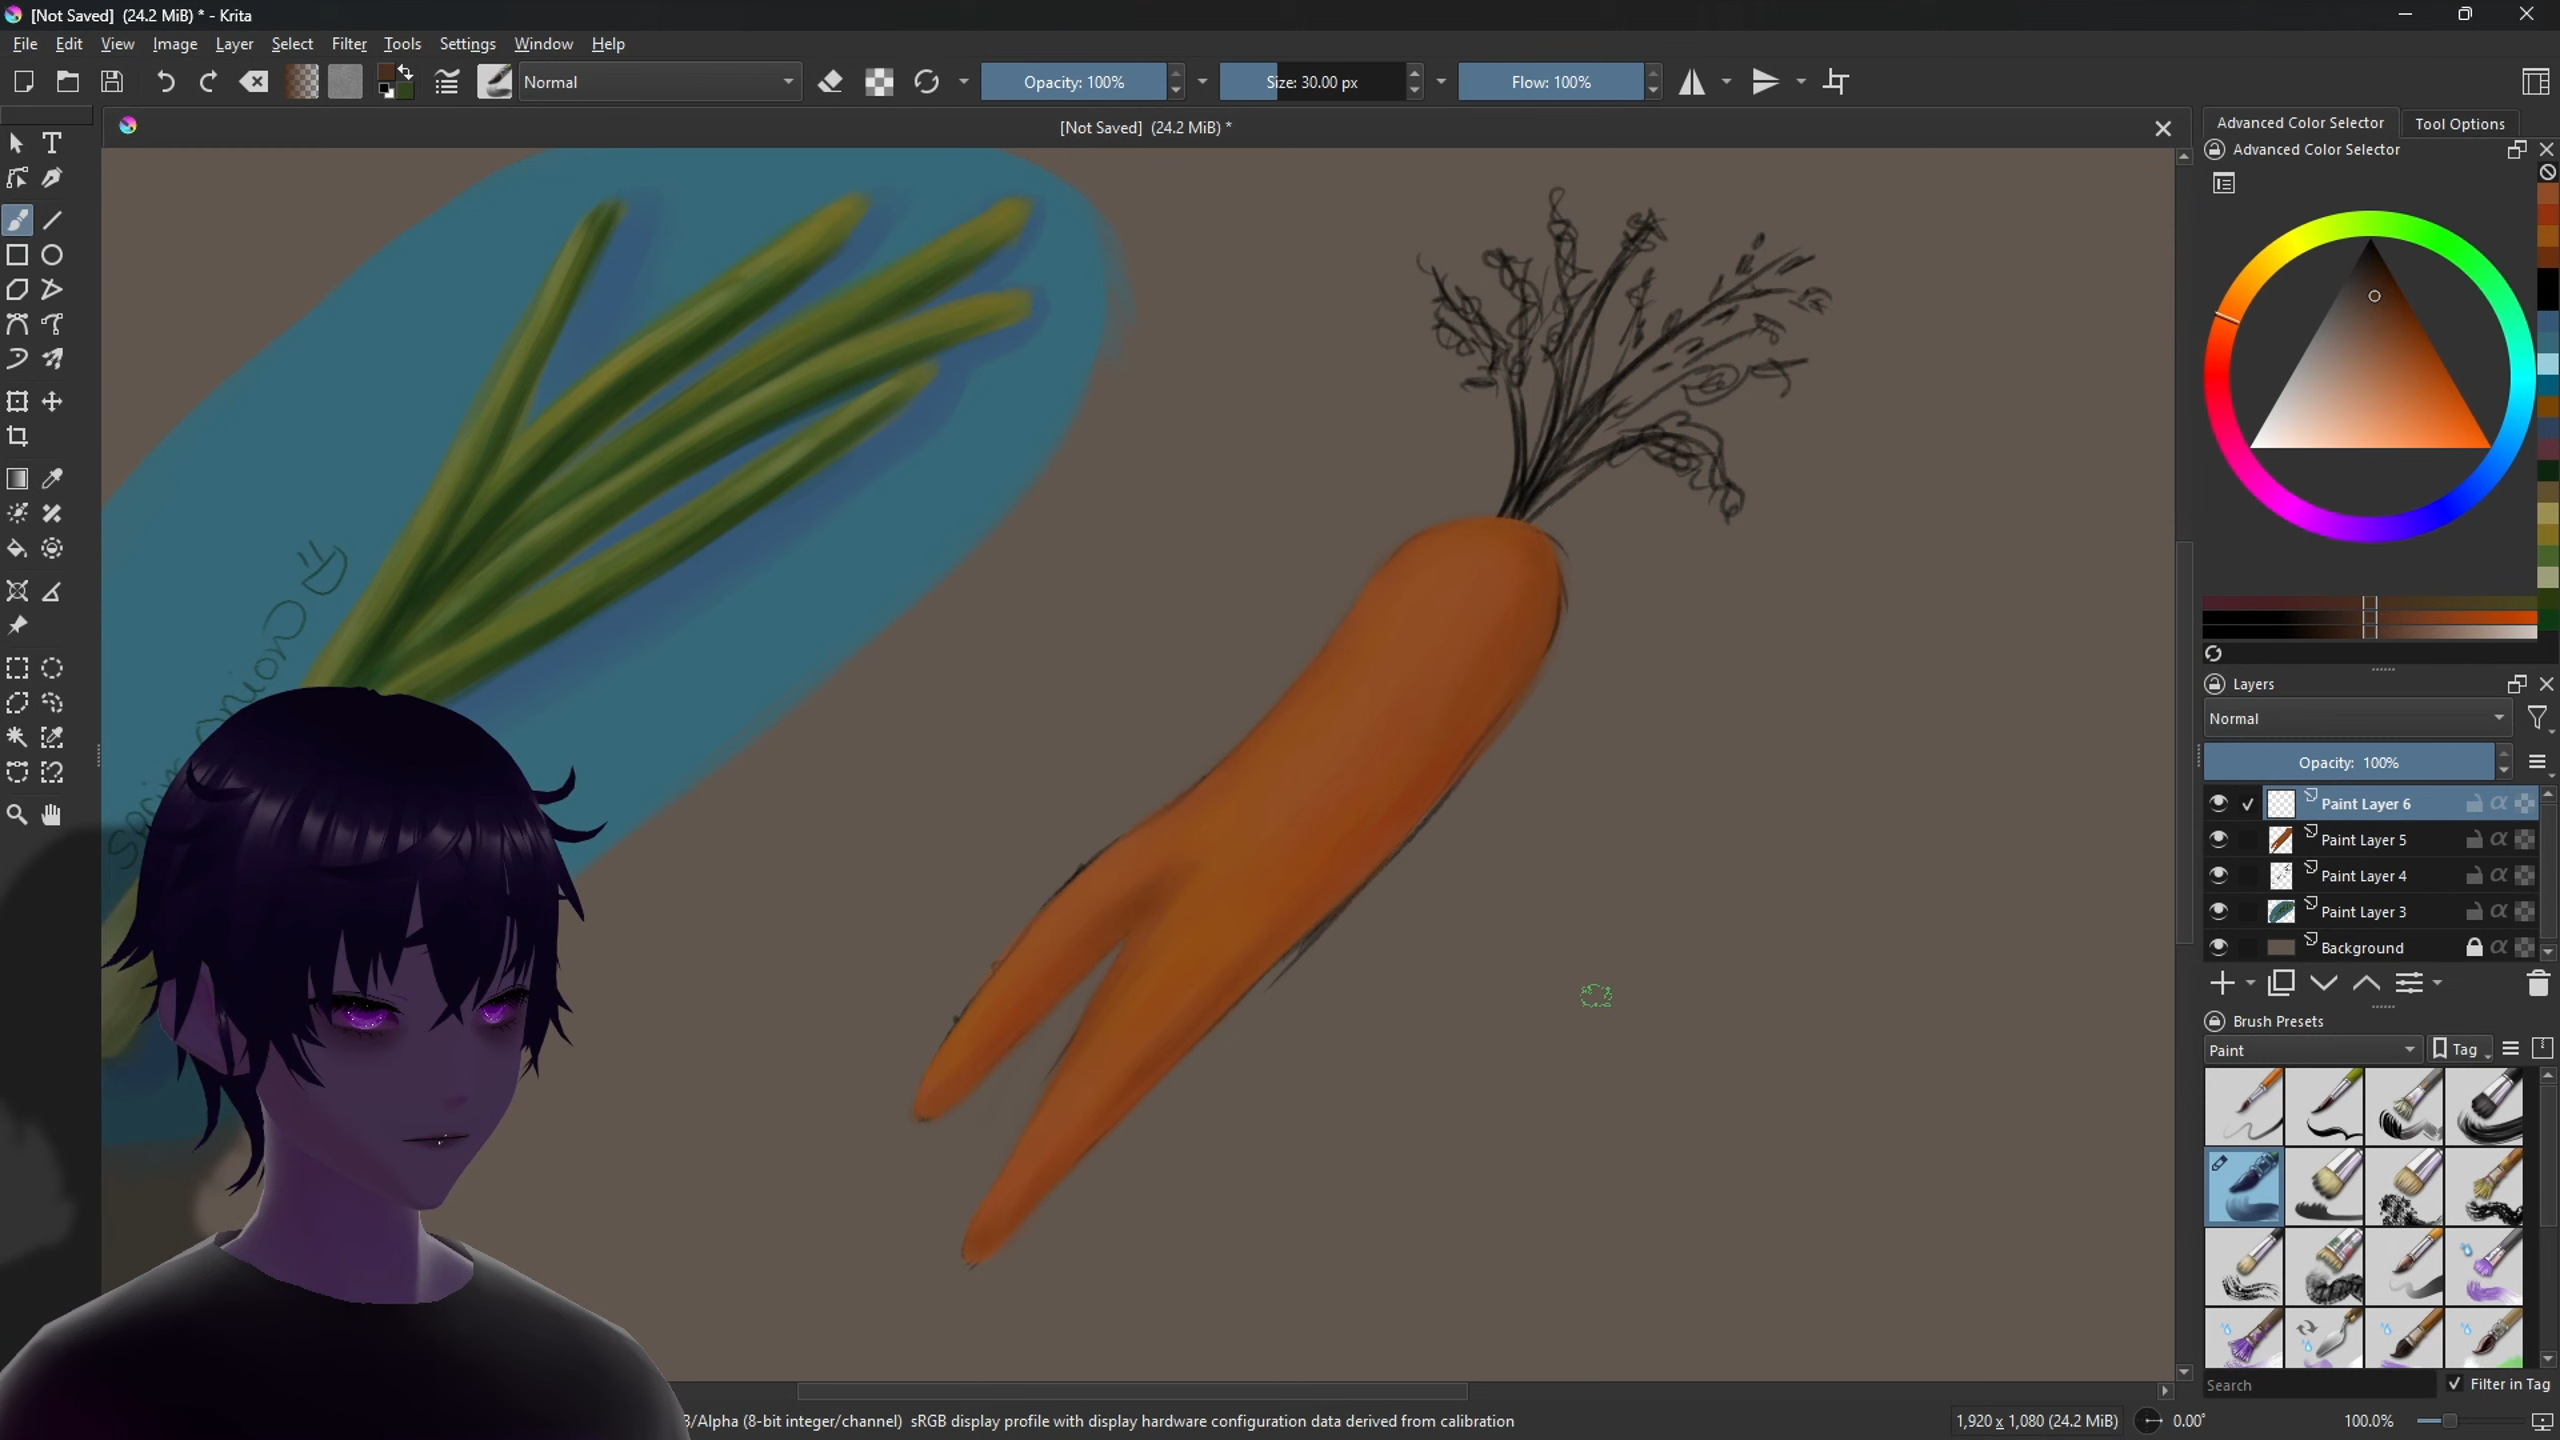 [Not Saved] (24.2 MiB) * - Krita
File Edit View Image Layer Select Filter Tools Settings Window Help
Normal Opacity: 100% Size: 30.00 px Flow: 100%
[Not Saved] (24.2 MiB) *
Advanced Color Selector Tool Options
Advanced Color Selector
Layers
Normal
Opacity: 100%
Paint Layer 6
Paint Layer 5
Paint Layer 4
Paint Layer 3
Background
Brush Presets
Paint Tag
Search Filter in Tag
/Alpha (8-bit integer/channel) sRGB display profile with display hardware configuration data derived from calibration 1,920 x 1,080 (24.2 MiB) 0.00° 100.0%